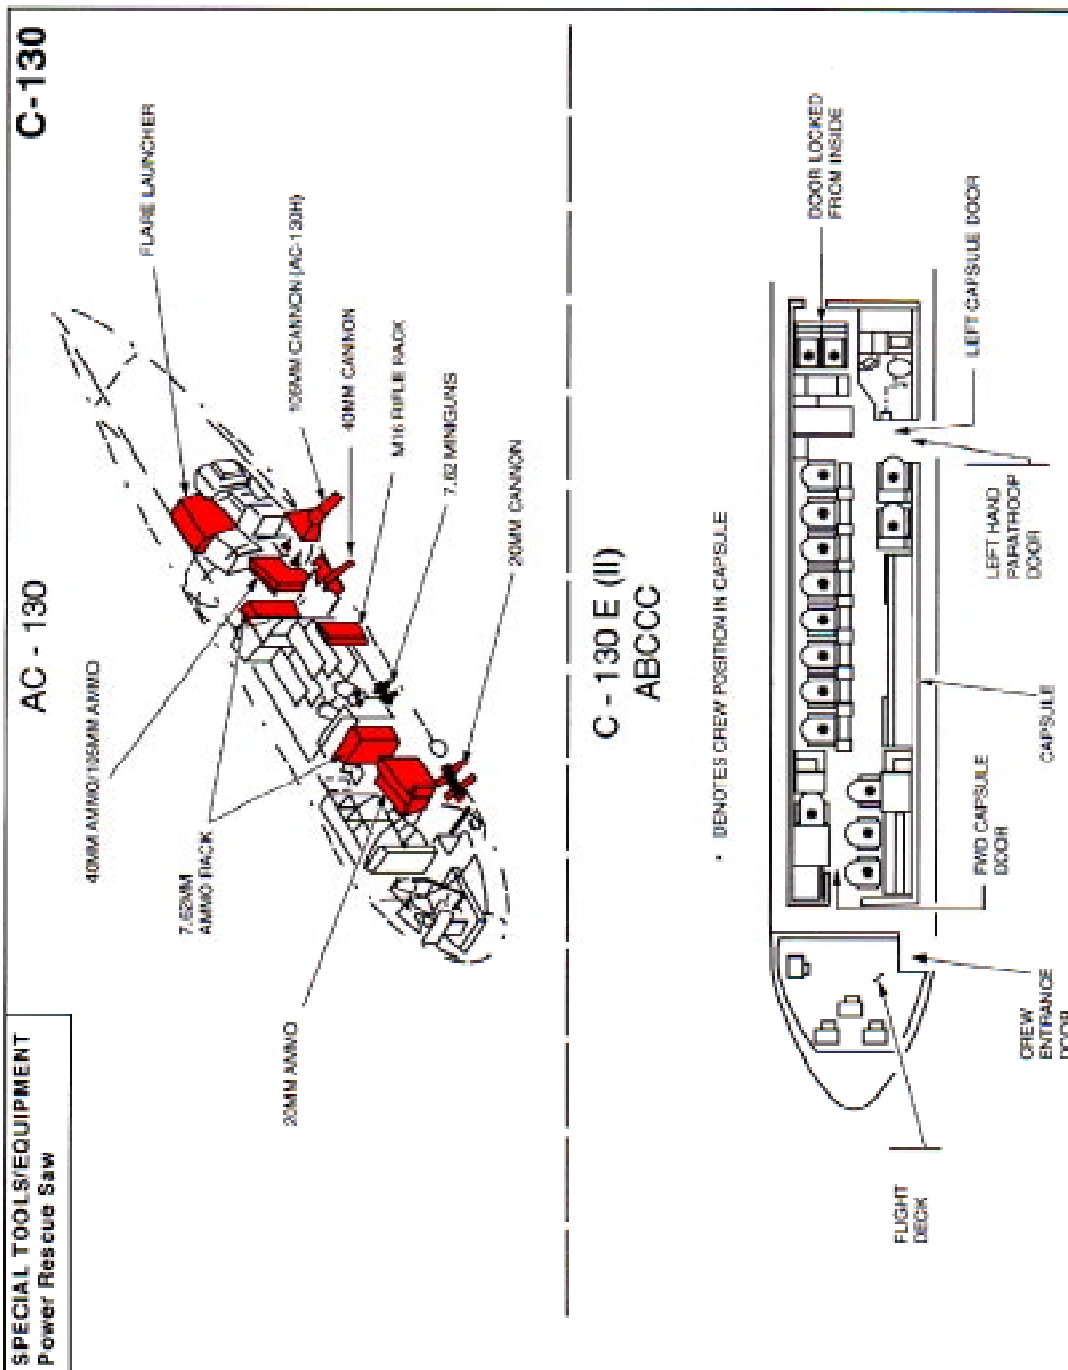 SPECIAL TOOLS/EQUIPMENT
Power Rescue Saw
C-130
AC - 130
FLARE LAUNCHER
105MM CANNON (AC-130H)
40MM CANNON
M16 RIFLE RACK
7.62 MINIGUNS
20MM CANNON
40MM AMMO/105MM AMMO
7.62MM
AMMO RACK
20MM AMMO
C - 130 E (II)
ABCCC
• DENOTES CREW POSITION IN CAPSULE
DOOR LOCKED
FROM INSIDE
LEFT CAPSULE DOOR
LEFT HAND
PARATROOP
DOOR
CAPSULE
FWD CAPSULE
DOOR
CREW
ENTRANCE
DOOR
FLIGHT
DECK